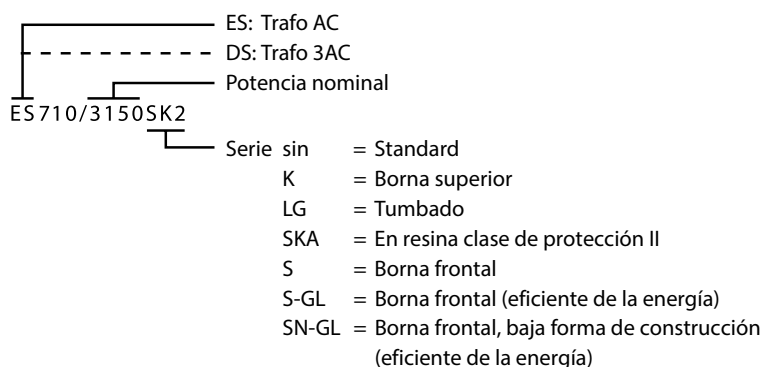 ES: Trafo AC
DS: Trafo 3AC
Potencia nominal
ES710/3150SK2
Serie sin = Standard
K = Borna superior
LG = Tumbado
SKA = En resina clase de protección II
S = Borna frontal
S-GL = Borna frontal (eficiente de la energía)
SN-GL = Borna frontal, baja forma de construcción
(eficiente de la energía)